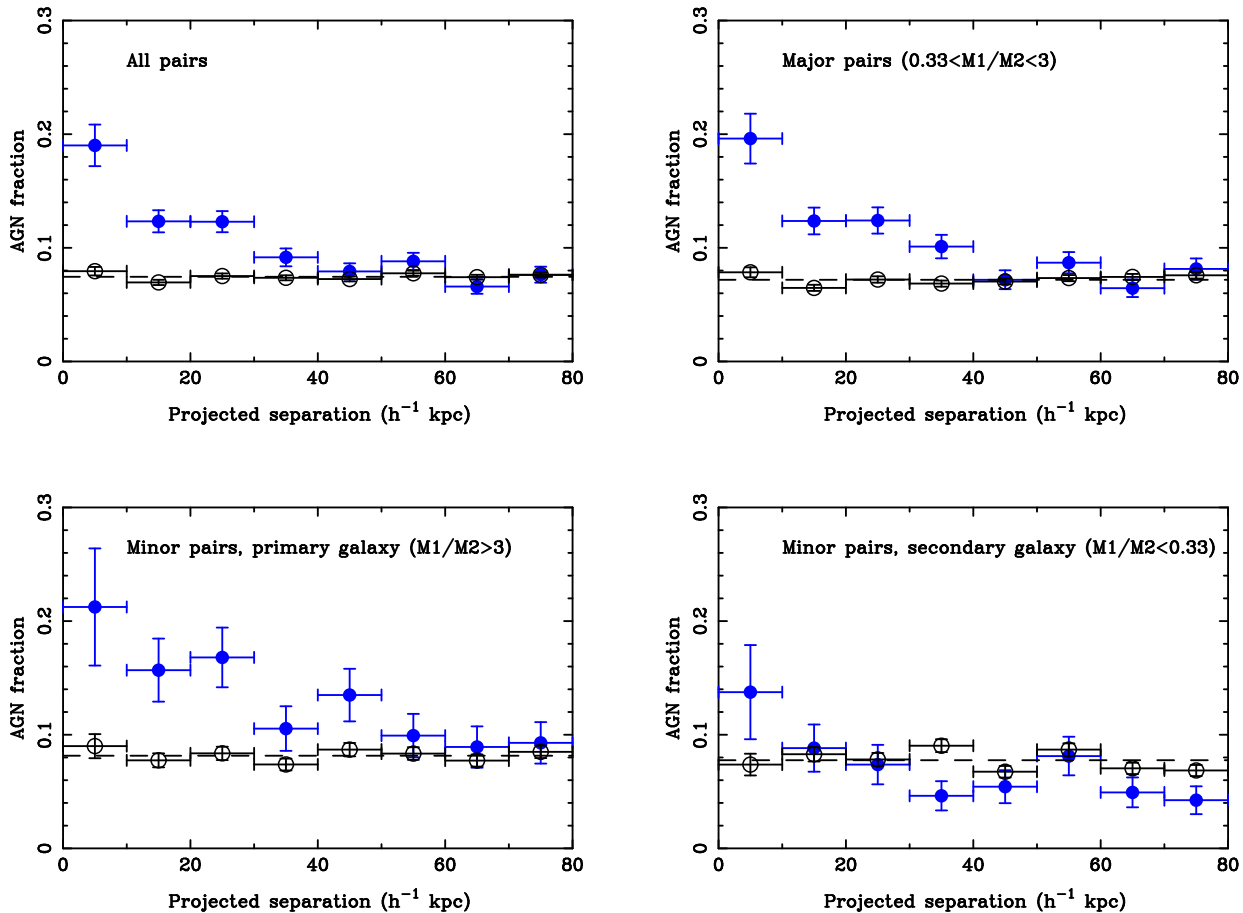 0.3
0.2
0.1
0
AGN fraction
All pairs
0 20 40 60 80
Projected separation (h⁻¹ kpc)
0.3
0.2
0.1
0
AGN fraction
Major pairs (0.33<M1/M2<3)
0 20 40 60 80
Projected separation (h⁻¹ kpc)
0.3
0.2
0.1
0
AGN fraction
Minor pairs, primary galaxy (M1/M2>3)
0 20 40 60 80
Projected separation (h⁻¹ kpc)
0.3
0.2
0.1
0
AGN fraction
Minor pairs, secondary galaxy (M1/M2<0.33)
0 20 40 60 80
Projected separation (h⁻¹ kpc)